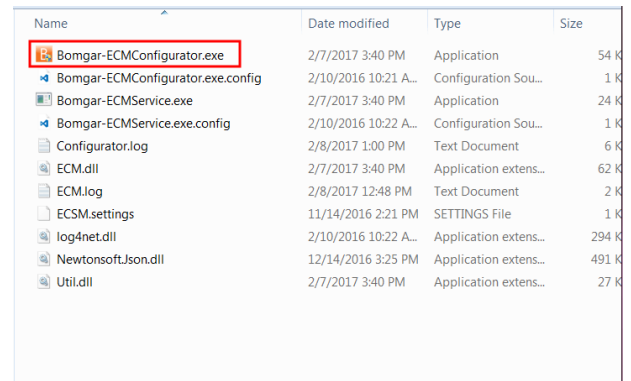 Name Date modified Type Size
Bomgar-ECMConfigurator.exe 2/7/2017 3:40 PM Application 54 K
Bomgar-ECMConfigurator.exe.config 2/10/2016 10:21 A... Configuration Sou... 1 K
Bomgar-ECMService.exe 2/7/2017 3:40 PM Application 24 K
Bomgar-ECMService.exe.config 2/10/2016 10:22 A... Configuration Sou... 1 K
Configurator.log 2/8/2017 1:00 PM Text Document 6 K
ECM.dll 2/7/2017 3:40 PM Application extens... 62 K
ECM.log 2/8/2017 12:48 PM Text Document 2 K
ECSM.settings 11/14/2016 2:21 PM SETTINGS File 1 K
log4net.dll 2/10/2016 10:22 A... Application extens... 294 K
Newtonsoft.Json.dll 12/14/2016 3:25 PM Application extens... 491 K
Util.dll 2/7/2017 3:40 PM Application extens... 27 K